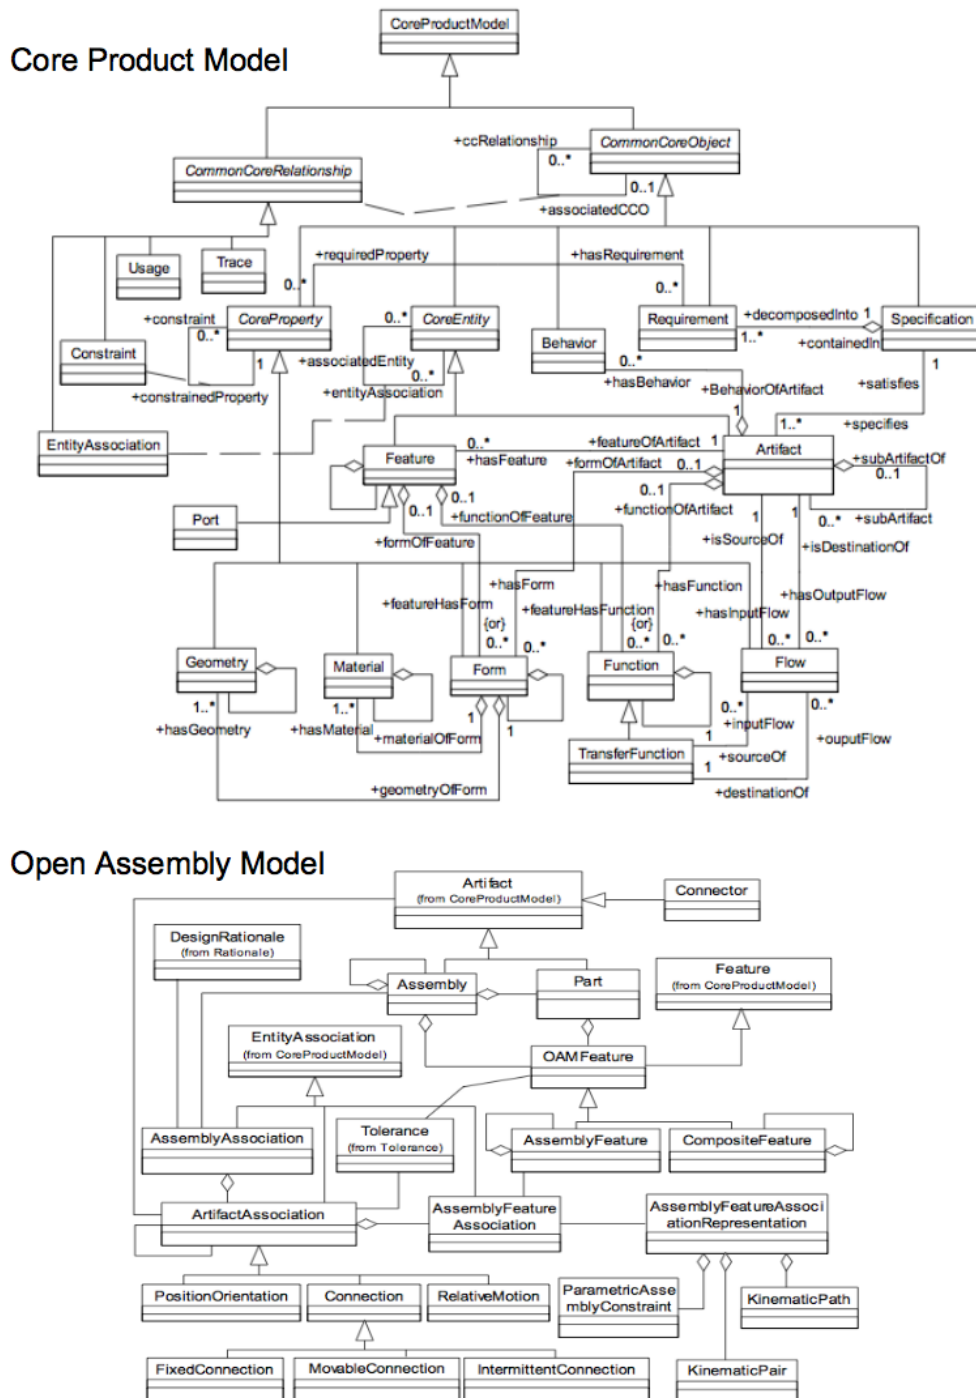 CoreProductModel
Core Product Model
+ccRelationship
CommonCoreObject
0..*
CommonCoreRelationship
0..1
+associatedCCO
+requiredProperty
+hasRequirement
Usage
Trace
0..*
0..*
+constraint
CoreProperty
0..*
CoreEntity
Requirement
+decomposedInto
1
Specification
0..*
1..*
+containedIn
Constraint
1
+associatedEntity
Behavior
0..*
1
+constrainedProperty
0..*
+entityAssociation
+hasBehavior
+BehaviorOfArtifact
+satisfies
1
1..*
+specifies
EntityAssociation
0..*
+featureOfArtifact
1
Artifact
Feature
+hasFeature
+formOfArtifact
0..1
+subArtifactOf
0..1
0..1
0..1
0..1
+functionOfArtifact
1
1
0..*
+subArtifact
Port
+functionOfFeature
+isSourceOf
+formOfFeature
+isDestinationOf
+hasForm
+hasFunction
+hasOutputFlow
+featureHasForm
+featureHasFunction
+hasInputFlow
{or}
{or}
0..*
0..*
0..*
0..*
0..*
0..*
Geometry
Material
Form
Function
Flow
1..*
1..*
1
1
0..*
0..*
+hasGeometry
+hasMaterial
+materialOfForm
1
+inputFlow
+ouputFlow
TransferFunction
1
+sourceOf
+geometryOfForm
+destinationOf
Open Assembly Model
Artifact
(from CoreProductModel)
Connector
DesignRationale
(from Rationale)
Assembly
Part
Feature
(from CoreProductModel)
EntityAssociation
(from CoreProductModel)
OAMFeature
AssemblyAssociation
Tolerance
(from Tolerance)
AssemblyFeature
CompositeFeature
ArtifactAssociation
AssemblyFeature
Association
AssemblyFeatureAssoci
ationRepresentation
PositionOrientation
Connection
RelativeMotion
ParametricAsse
mblyConstraint
KinematicPath
FixedConnection
MovableConnection
IntermittentConnection
KinematicPair